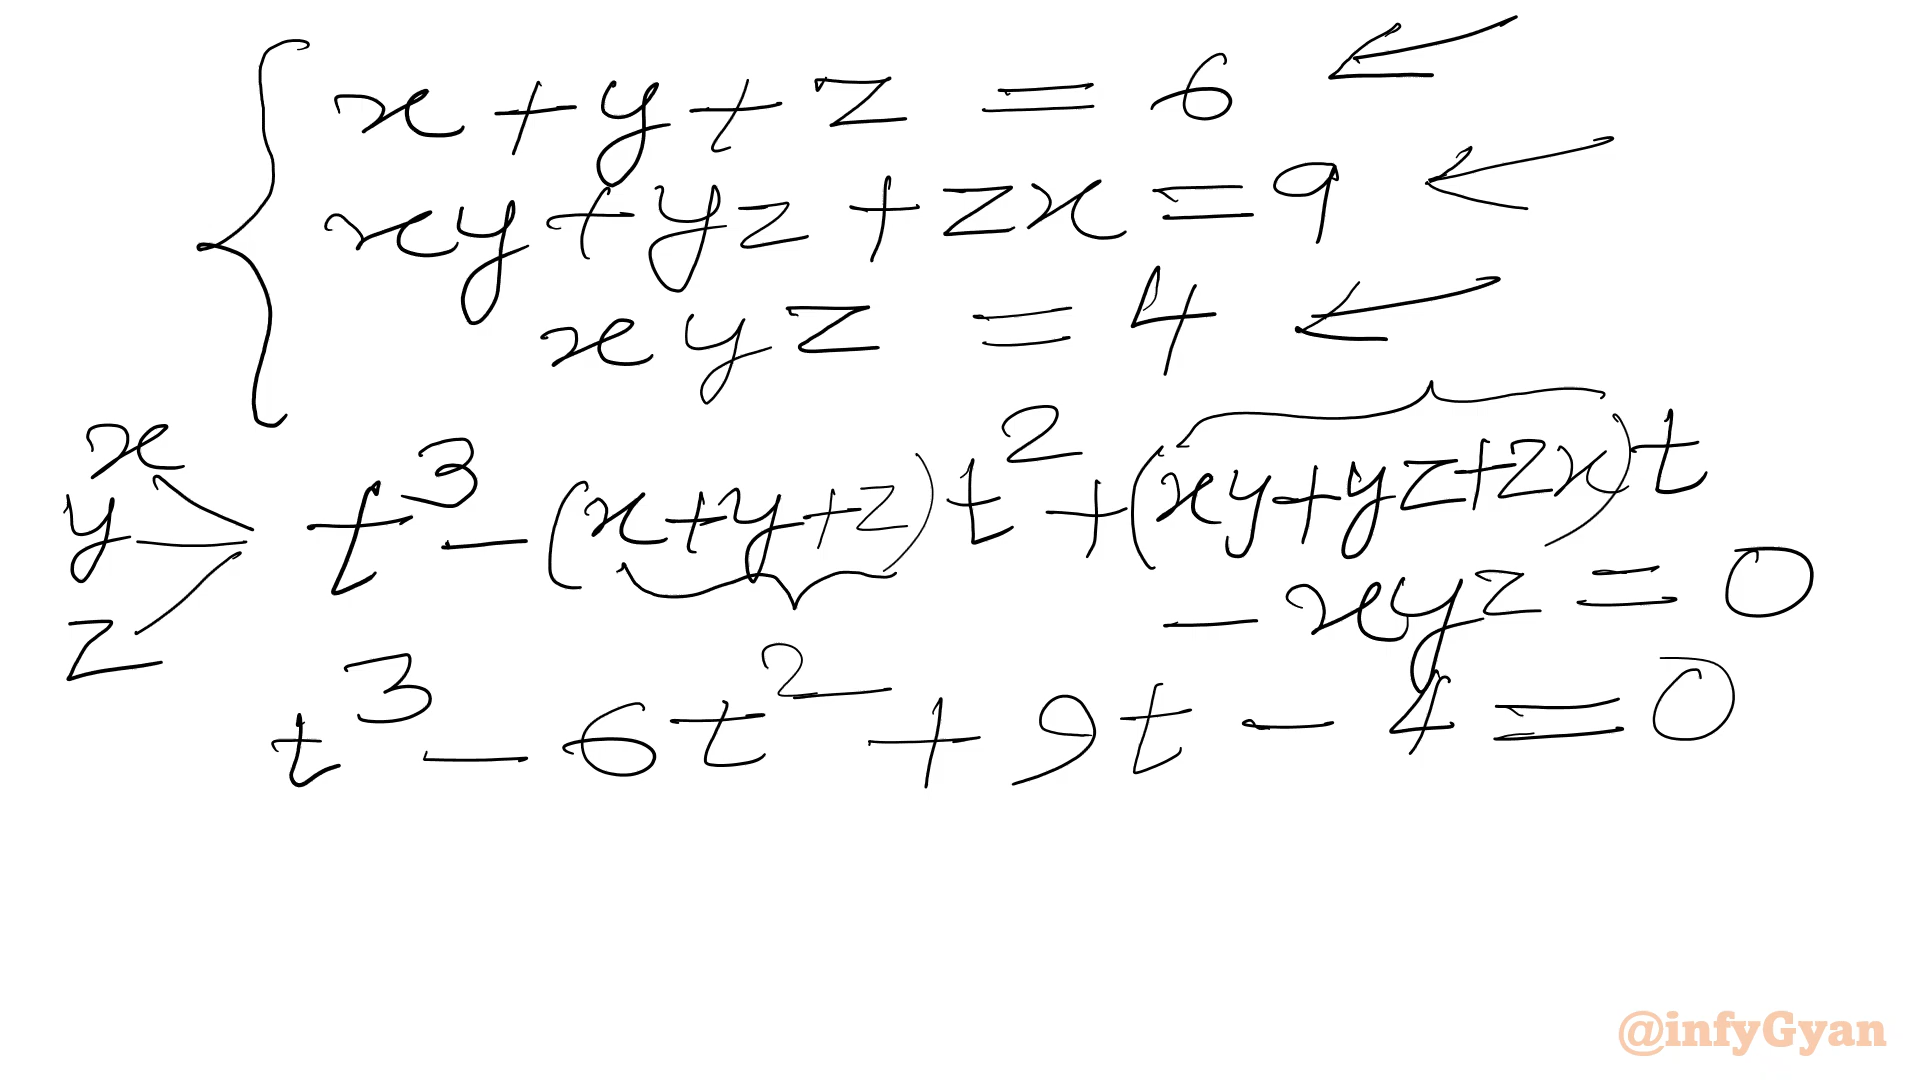 x + y + z = 6
xy + yz + zx = 9
xyz = 4
x
y
z
t³ - (x+y+z)t² + (xy+yz+zx)t
- xyz = 0
t³ - 6t² + 9t - 4 = 0
@infyGyan